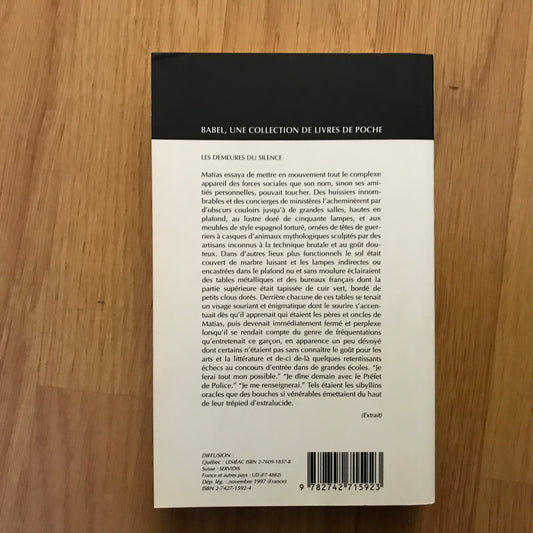 BABEL, UNE COLLECTION DE LIVRES DE POCHE
LES DEMEURES DU SILENCE
Matias essaya de mettre en mouvement tout le complexe
appareil des forces sociales que son nom, sinon ses ami-
tiés personnelles, pouvait toucher. Des huissiers innom-
brables et des concierges de ministères l'acheminèrent par
d'obscurs couloirs jusqu'à de grandes salles, hautes en
plafond, au lustre doré de cinquante lampes, et aux
meubles de style espagnol torturé, ornées de têtes de guer-
riers à casques d'animaux mythologiques sculptés par des
artisans inconnus à la technique brutale et au goût dou-
teux. Dans d'autres lieux plus fonctionnels le sol était
couvert de marbre luisant et les lampes indirectes ou
encastrées dans le plafond nu et sans moulure éclairaient
des tables métalliques et des bureaux français dont la
partie supérieure était tapissée de cuir vert, bordé de
petits clous dorés. Derrière chacune de ces tables se tenait
un visage souriant et énigmatique dont le sourire s'accen-
tuait dès qu'il apprenait qui étaient les pères et oncles de
Matias, puis devenait immédiatement fermé et perplexe
lorsqu'il se rendait compte du genre de fréquentations
qu'entretenait ce garçon, en apparence un peu dévoyé
dont certains n'étaient pas sans connaître le goût pour les
arts et la littérature et de-ci de-là quelques retentissants
échecs au concours d'entrée dans de grandes écoles. "Je
ferai tout mon possible." "Je dîne demain avec le Préfet
de Police." "Je me renseignerai." Tels étaient les sibyllins
oracles que des bouches si vénérables émettaient du haut
de leur trépied d'extralucide.
(Extrait)
DIFFUSION :
Québec : LEMÉAC ISBN 2-7609-1837-8
Suisse : SERVIDIS
France et autres pays : UD (F7 4882)
Dép. lég. : novembre 1997 (France)
ISBN 2-7427-1592-4
9 782742 715923